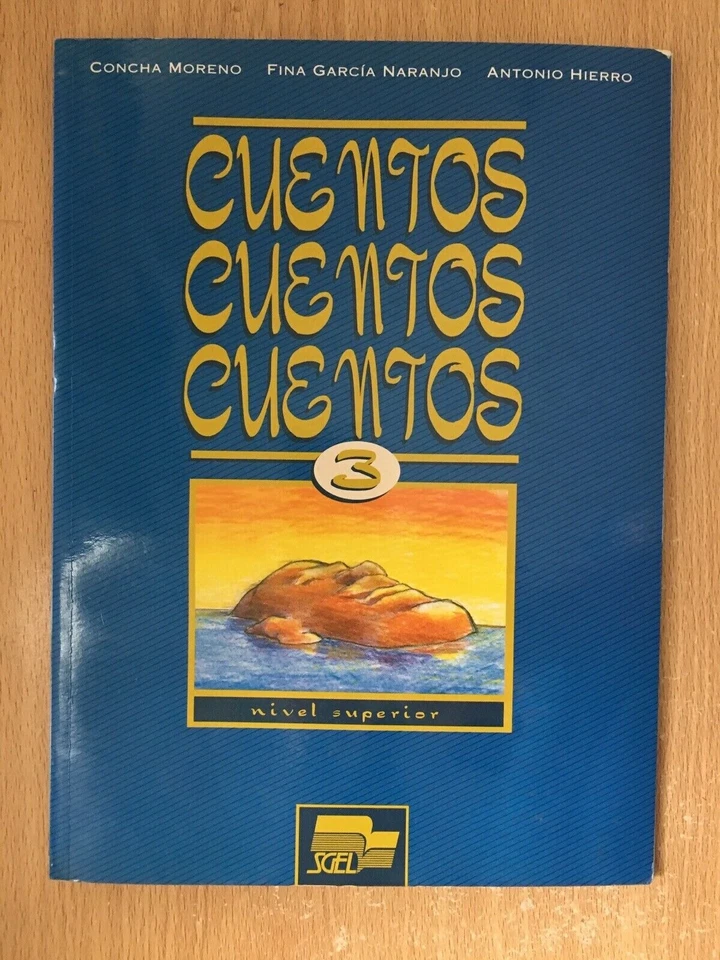 CONCHA MORENO FINA GARCÍA NARANJO ANTONIO HIERRO
CUENTOS
CUENTOS
CUENTOS
3
nivel superior
SGEL